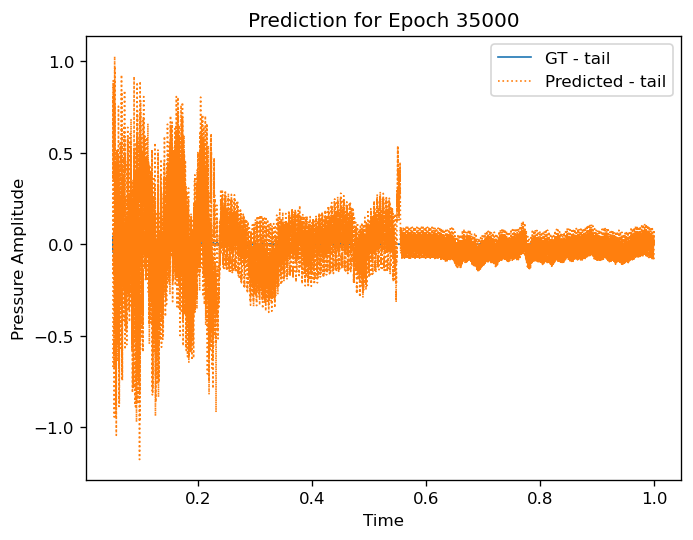 Prediction for Epoch 35000
GT - tail
Predicted - tail
1.0
0.5
0.0
−0.5
−1.0
Pressure Amplitude
0.2
0.4
0.6
0.8
1.0
Time